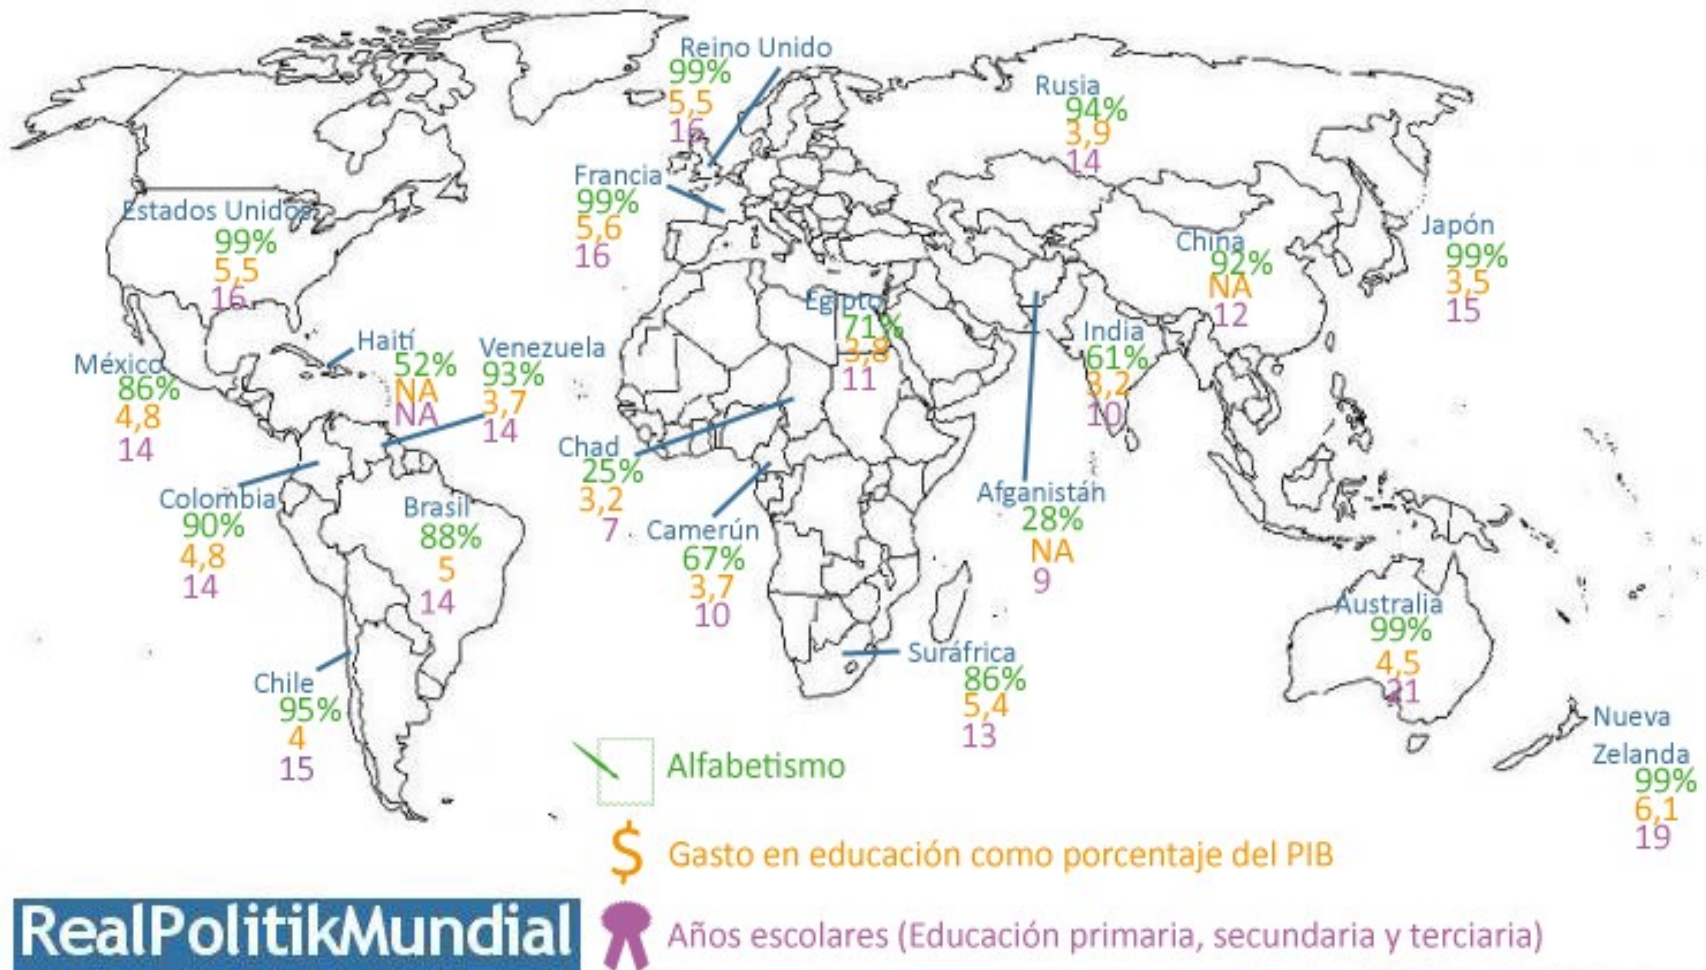 Reino Unido
99%
5,5
16
Rusia
94%
3,9
14
Francia
99%
5,6
16
Estados Unidos
99%
5,5
16
China
92%
NA
12
Japón
99%
3,5
15
Egipto
71%
3,8
11
India
61%
3,2
10
Haití
52%
NA
NA
Venezuela
93%
3,7
14
México
86%
4,8
14
Chad
25%
3,2
7
Colombia
90%
4,8
14
Brasil
88%
5
14
Camerún
67%
3,7
10
Afganistán
28%
NA
9
Australia
99%
4,5
21
Suráfrica
86%
5,4
13
Chile
95%
4
15
Nueva
Zelanda
99%
6,1
19
Alfabetismo
$ Gasto en educación como porcentaje del PIB
Años escolares (Educación primaria, secundaria y terciaria)
RealPolitikMundial